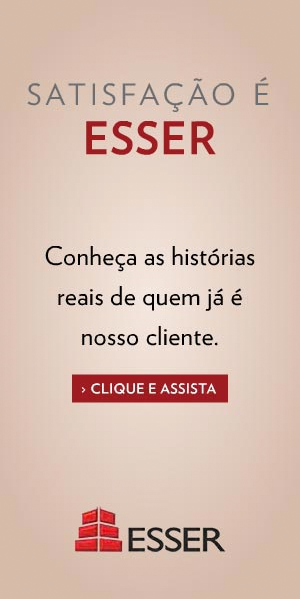 SATISFAÇÃO É
ESSER
Conheça as histórias
reais de quem já é
nosso cliente.
› CLIQUE E ASSISTA
ESSER